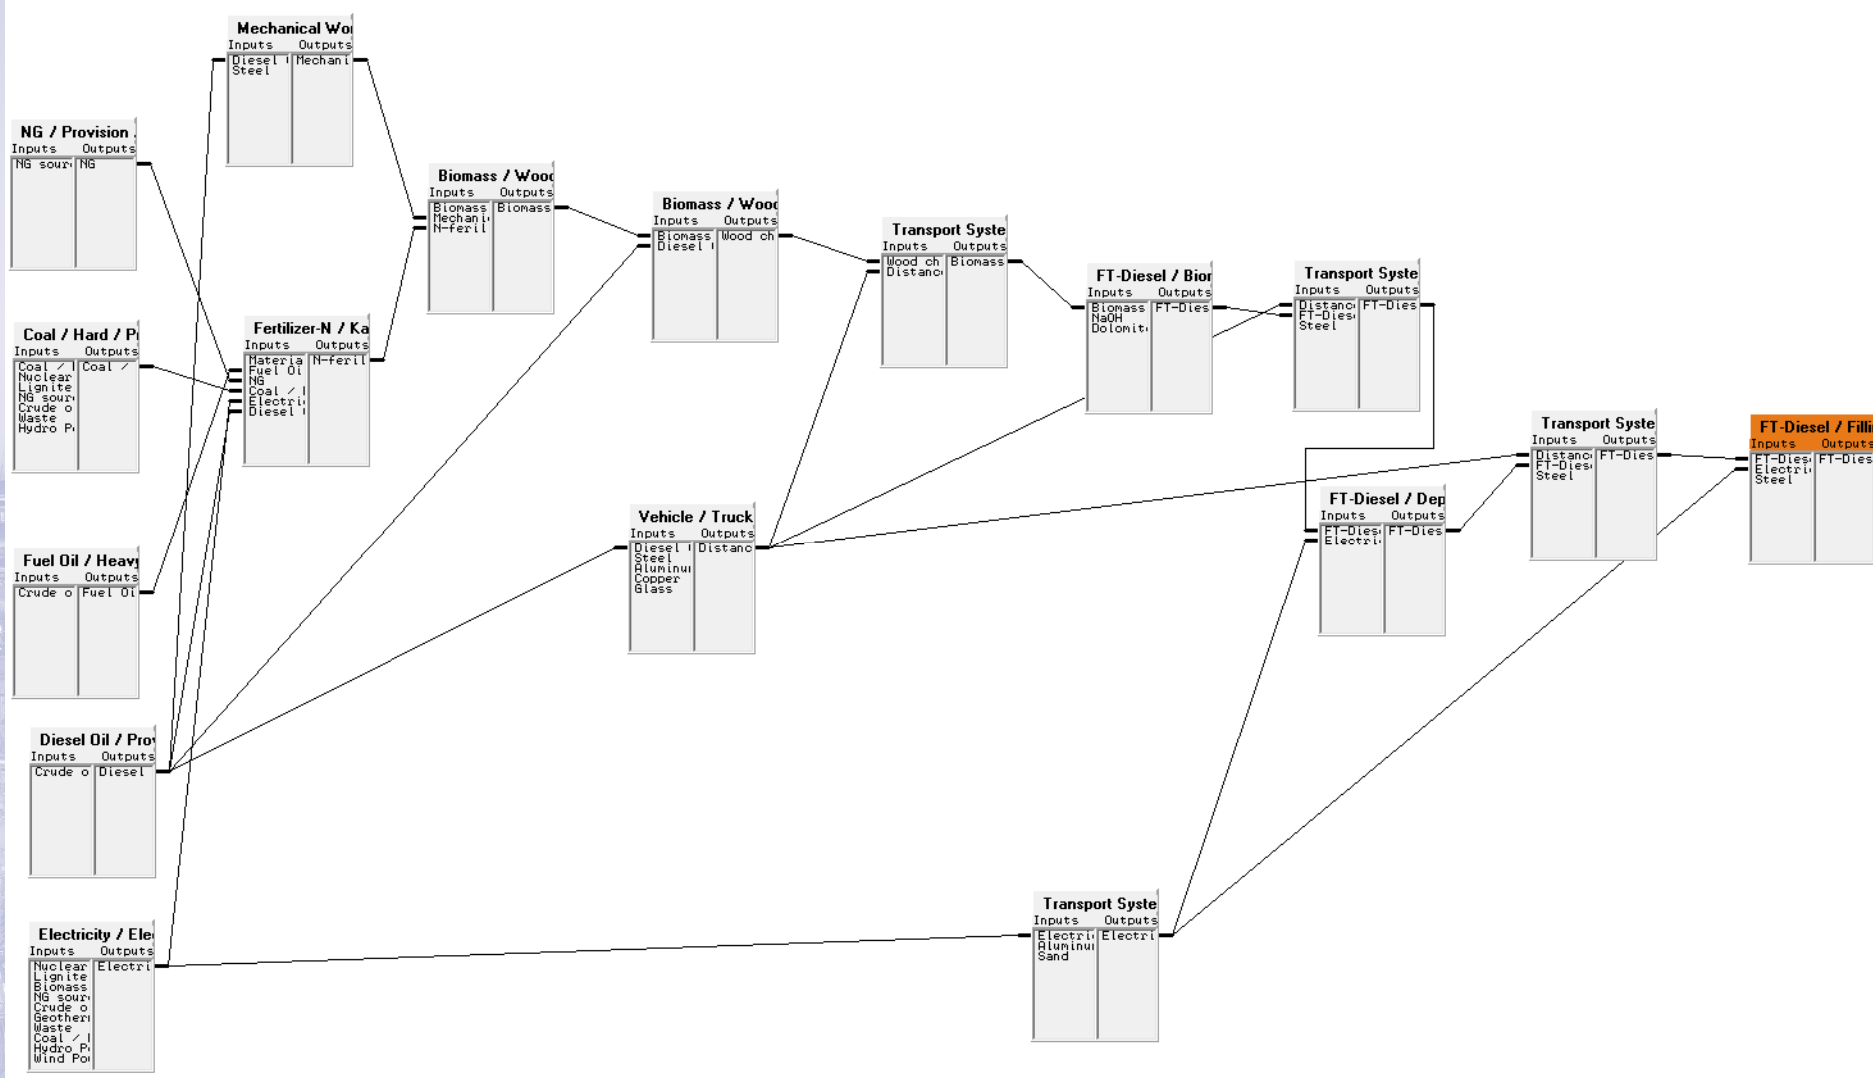 Mechanical Wo
Inputs Outputs
Diesel Mechani
Steel
NG / Provision .
Inputs Outputs
NG sour NG
Biomass / Wood
Inputs Outputs
Biomass Biomass
Mechani
N-feril
Biomass / Wood
Inputs Outputs
Biomass Wood ch
Diesel
Transport Syste
Inputs Outputs
Wood ch Biomass
Distanc
FT-Diesel / Bior
Inputs Outputs
Biomass FT-Dies
NaOH
Dolomit
Transport Syste
Inputs Outputs
Distanc FT-Dies
FT-Dies
Steel
Coal / Hard / P
Inputs Outputs
Coal / Coal /
Nuclear
Lignite
NG sour
Crude o
Waste
Hydro P
Fertilizer-N / Ka
Inputs Outputs
Materia N-feril
Fuel Oi
NG
Coal /
Electri
Diesel
Transport Syste
Inputs Outputs
Distanc FT-Dies
FT-Dies
Steel
FT-Diesel / Filli
Inputs Outputs
FT-Dies FT-Dies
Electri
Steel
FT-Diesel / Dep
Inputs Outputs
FT-Dies FT-Dies
Electri
Vehicle / Truck
Inputs Outputs
Diesel Distanc
Steel
Aluminu
Copper
Glass
Fuel Oil / Heavy
Inputs Outputs
Crude o Fuel Oi
Diesel Oil / Prov
Inputs Outputs
Crude o Diesel
Electricity / Ele
Inputs Outputs
Nuclear Electri
Lignite
Biomass
NG sour
Crude o
Geother
Waste
Coal /
Hydro P
Wind Po
Transport Syste
Inputs Outputs
Electri Electri
Aluminu
Sand